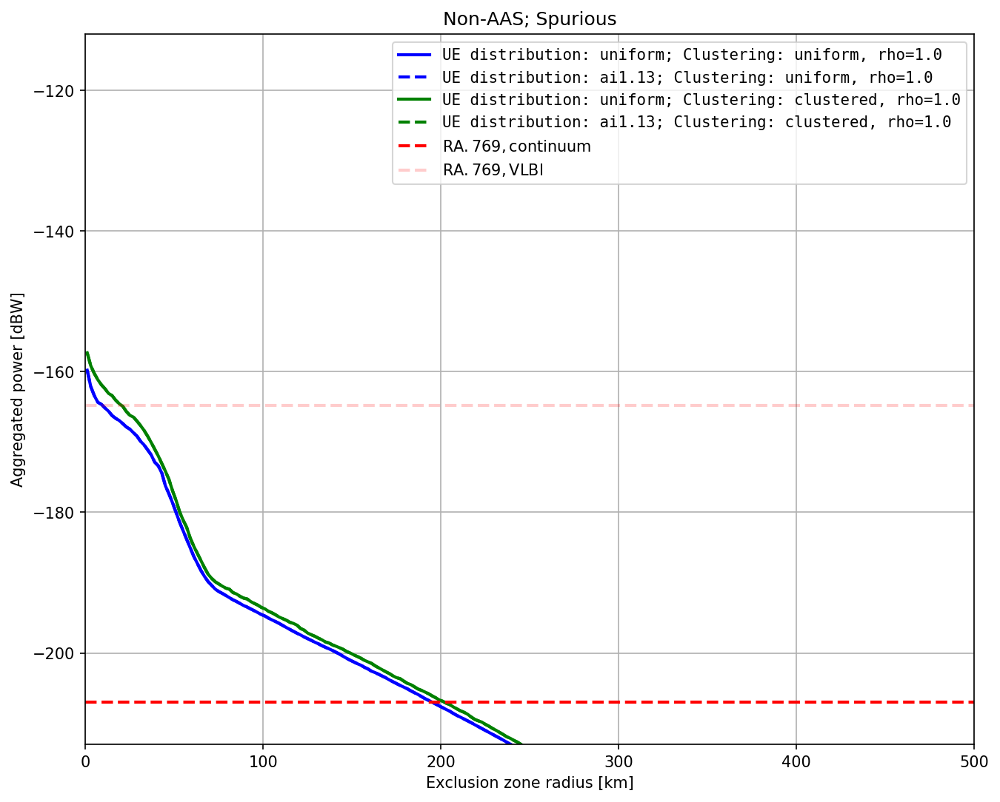 Non-AAS; Spurious
UE distribution: uniform; Clustering: uniform, rho=1.0
UE distribution: ai1.13; Clustering: uniform, rho=1.0
UE distribution: uniform; Clustering: clustered, rho=1.0
UE distribution: ai1.13; Clustering: clustered, rho=1.0
RA. 769, continuum
RA. 769, VLBI
−120
−140
−160
−180
−200
Aggregated power [dBW]
0 100 200 300 400 500
Exclusion zone radius [km]